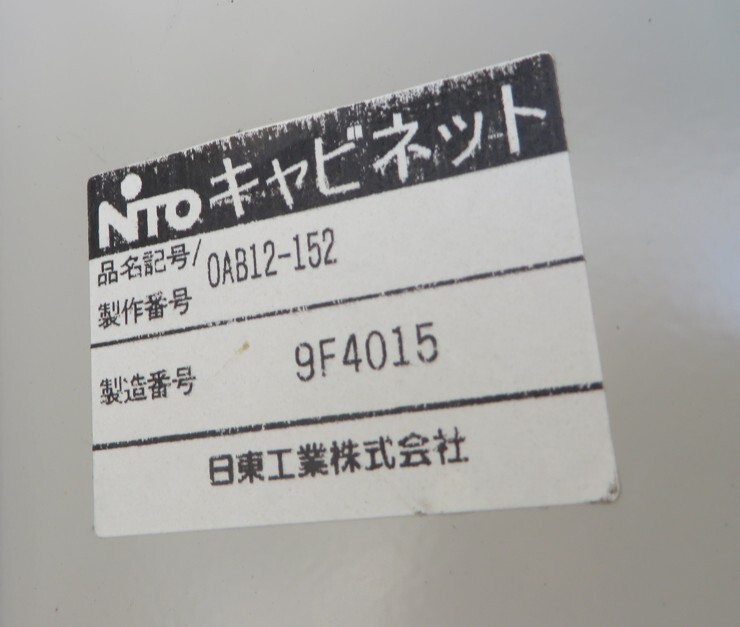 NITO キャビネット
品名記号/
製作番号 OAB12-152
製造番号 9F4015
日東工業株式会社